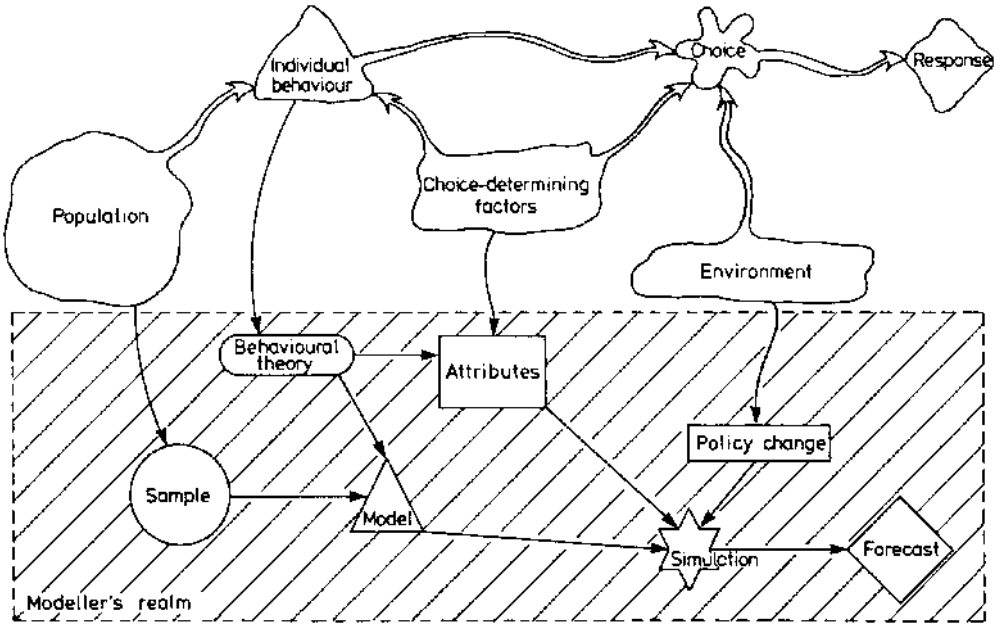 Individual
behaviour
Choice
Response
Population
Choice-determining
factors
Environment
Behavioural
theory
Attributes
Policy change
Sample
Model
Simulation
Forecast
Modeller's realm